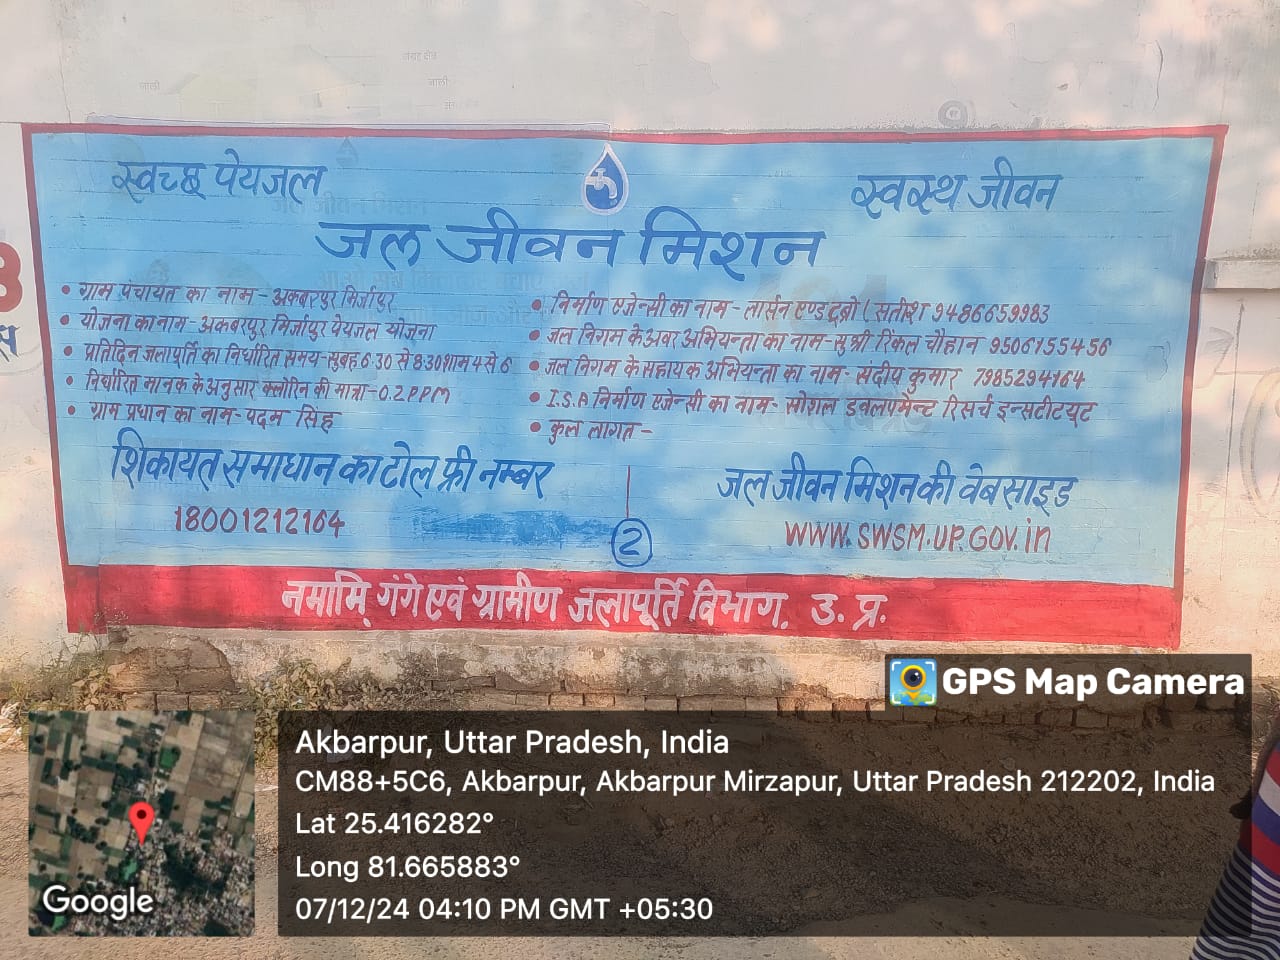 स्वच्छ पेयजल
स्वस्थ जीवन
जल जीवन मिशन
• ग्राम पंचायत का नाम - अकबरपुर मिर्जापुर
• योजना का नाम - अकबरपुर मिर्जापुर पेयजल योजना
• प्रतिदिन जलापूर्ति का निर्धारित समय - सुबह 6:30 से 8:30 शाम 4 से 6
• निर्धारित मानक के अनुसार क्लोरिन की मात्रा - 0.2 PPM
• ग्राम प्रधान का नाम - पदम सिंह
• निर्माण एजेन्सी का नाम - लार्सन एण्ड टूब्रो ( सतीश 9486659983
• जल निगम के अवर अभियन्ता का नाम - सुश्री रिंकल चौहान 9506155456
• जल निगम के सहायक अभियन्ता का नाम - संदीप कुमार 7985294164
• I.S.A निर्माण एजेन्सी का नाम - सोशल डवलपमैन्ट रिसर्च इन्सटीटयूट
• कुल लागत -
शिकायत समाधान का टोल फ्री नम्बर
18001212164
2
जल जीवन मिशन की वेबसाइड
WWW.SWSM.UP.GOV.in
नमामि गंगे एवं ग्रामीण जलापूर्ति विभाग, उ. प्र.
GPS Map Camera
Akbarpur, Uttar Pradesh, India
CM88+5C6, Akbarpur, Akbarpur Mirzapur, Uttar Pradesh 212202, India
Lat 25.416282°
Long 81.665883°
07/12/24 04:10 PM GMT +05:30
Google